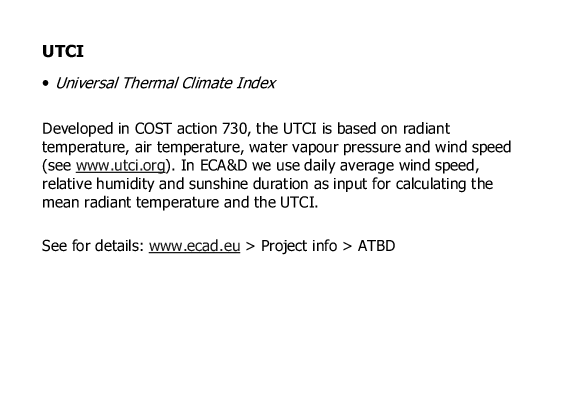 UTCI
• Universal Thermal Climate Index
Developed in COST action 730, the UTCI is based on radiant
temperature, air temperature, water vapour pressure and wind speed
(see www.utci.org). In ECA&D we use daily average wind speed,
relative humidity and sunshine duration as input for calculating the
mean radiant temperature and the UTCI.
See for details: www.ecad.eu > Project info > ATBD